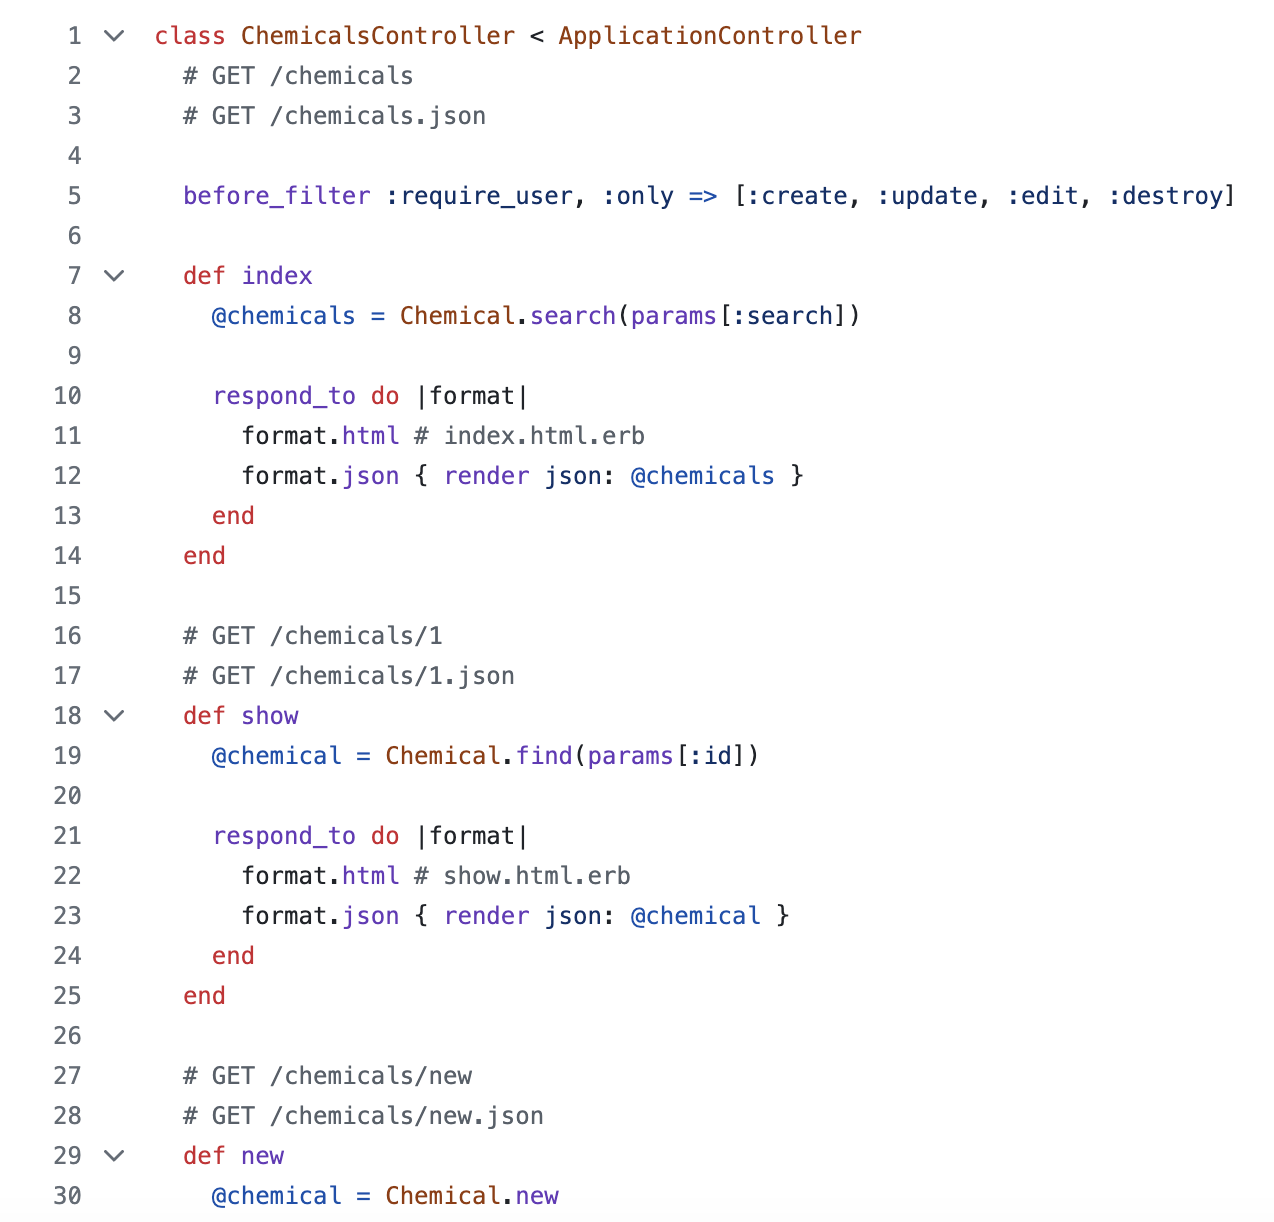 1 class ChemicalsController < ApplicationController
2 # GET /chemicals
3 # GET /chemicals.json
4
5 before_filter :require_user, :only => [:create, :update, :edit, :destroy]
6
7 def index
8 @chemicals = Chemical.search(params[:search])
9
10 respond_to do |format|
11 format.html # index.html.erb
12 format.json { render json: @chemicals }
13 end
14 end
15
16 # GET /chemicals/1
17 # GET /chemicals/1.json
18 def show
19 @chemical = Chemical.find(params[:id])
20
21 respond_to do |format|
22 format.html # show.html.erb
23 format.json { render json: @chemical }
24 end
25 end
26
27 # GET /chemicals/new
28 # GET /chemicals/new.json
29 def new
30 @chemical = Chemical.new